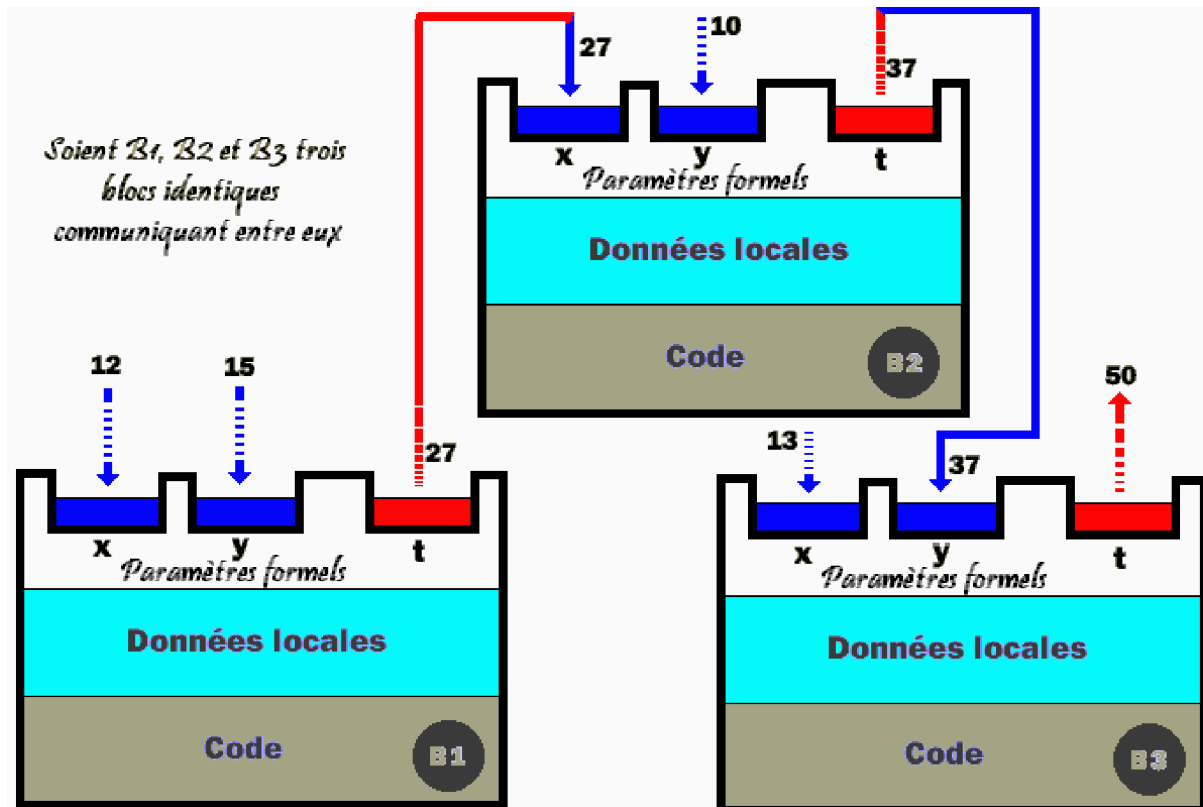 27
10
37
Soient B1, B2 et B3 trois
blocs identiques
communiquant entre eux
x
y
t
Paramètres formels
Données locales
Code
B2
12
15
27
x
y
t
Paramètres formels
Données locales
Code
B1
13
37
50
x
y
t
Paramètres formels
Données locales
Code
B3